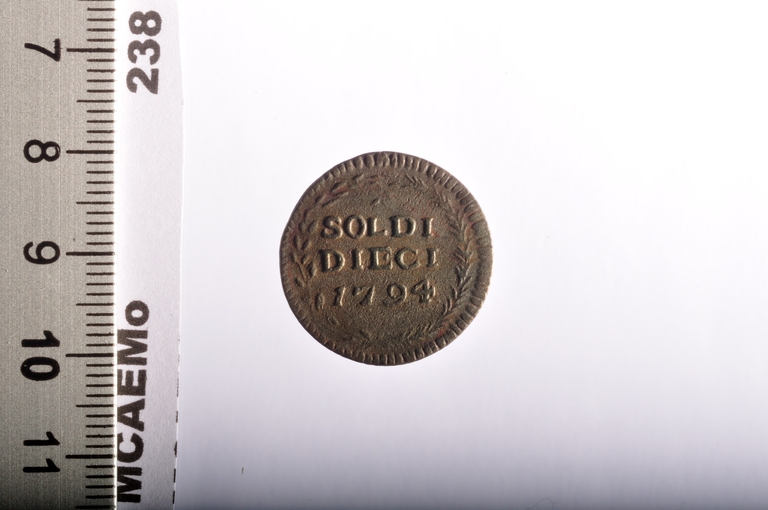 SOLDI
DIECI
1794
238
MCAEMo
7
8
9
10
11